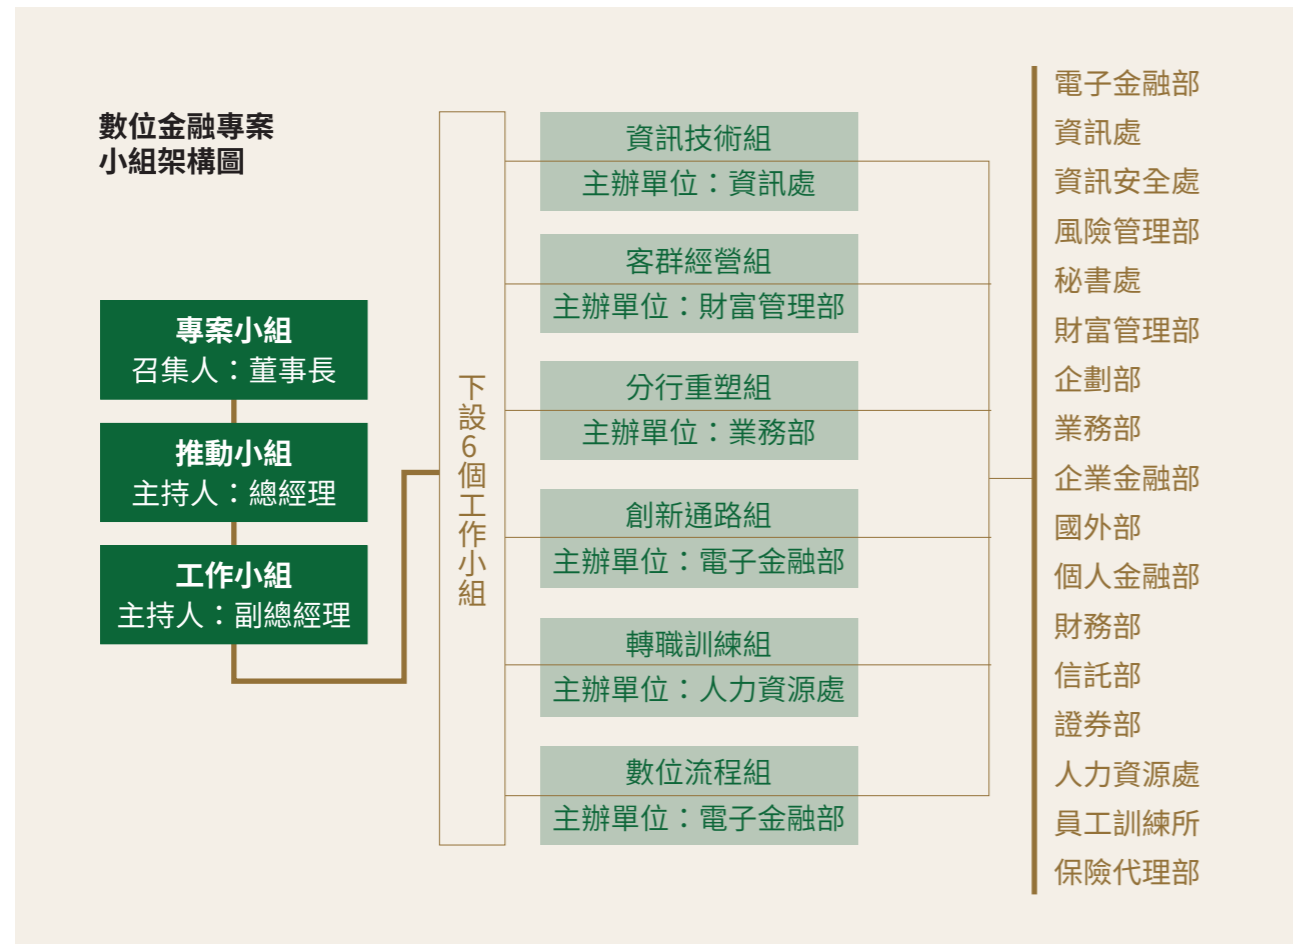 數位金融專案
小組架構圖
專案小組
召集人：董事長
推動小組
主持人：總經理
工作小組
主持人：副總經理
下設6個工作小組
資訊技術組
主辦單位：資訊處
客群經營組
主辦單位：財富管理部
分行重塑組
主辦單位：業務部
創新通路組
主辦單位：電子金融部
轉職訓練組
主辦單位：人力資源處
數位流程組
主辦單位：電子金融部
電子金融部
資訊處
資訊安全處
風險管理部
秘書處
財富管理部
企劃部
業務部
企業金融部
國外部
個人金融部
財務部
信託部
證券部
人力資源處
員工訓練所
保險代理部